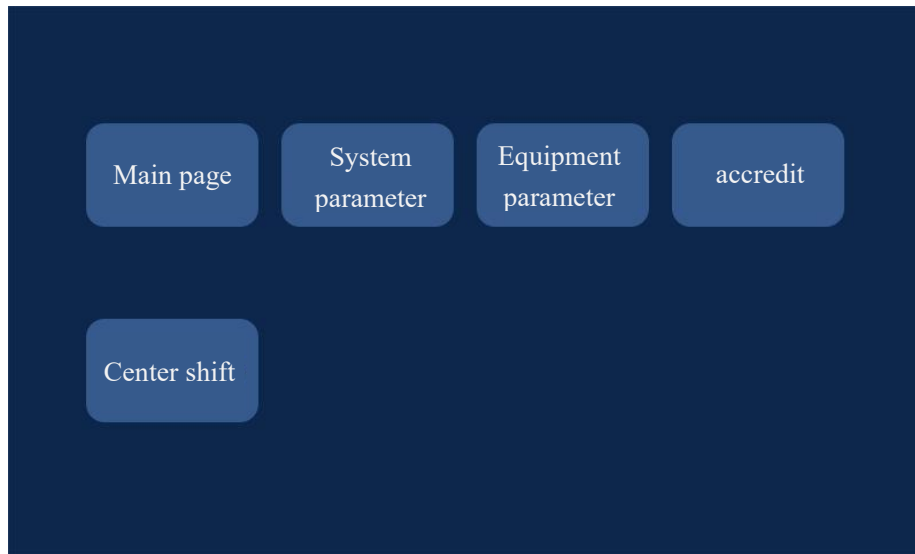 Main page
System
parameter
Equipment
parameter
accredit
Center shift